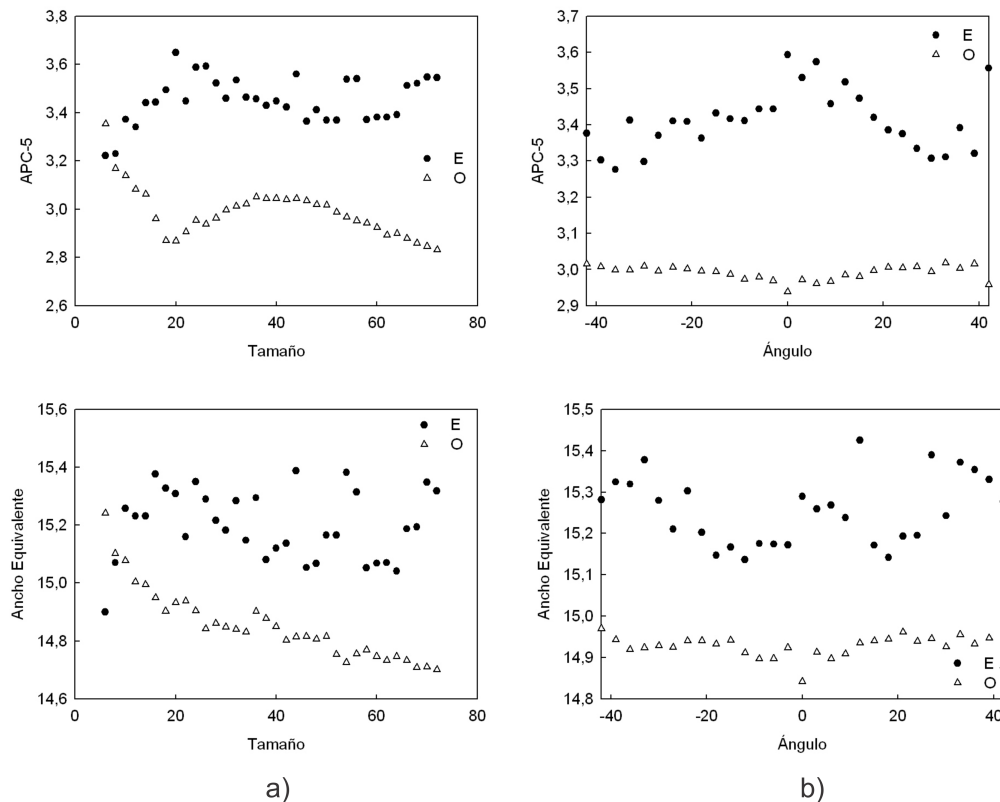 3,8
3,6
3,4
3,2
3,0
2,8
2,6
APC-5
E
O
0 20 40 60 80
Tamaño
3,7
3,6
3,5
3,4
3,3
3,2
3,1
3,0
2,9
APC-5
E
O
-40 -20 0 20 40
Ángulo
15,6
15,4
15,2
15,0
14,8
14,6
Ancho Equivalente
E
O
0 20 40 60 80
Tamaño
15,5
15,4
15,3
15,2
15,1
15,0
14,9
14,8
Ancho Equivalente
E
O
-40 -20 0 20 40
Ángulo
a)
b)